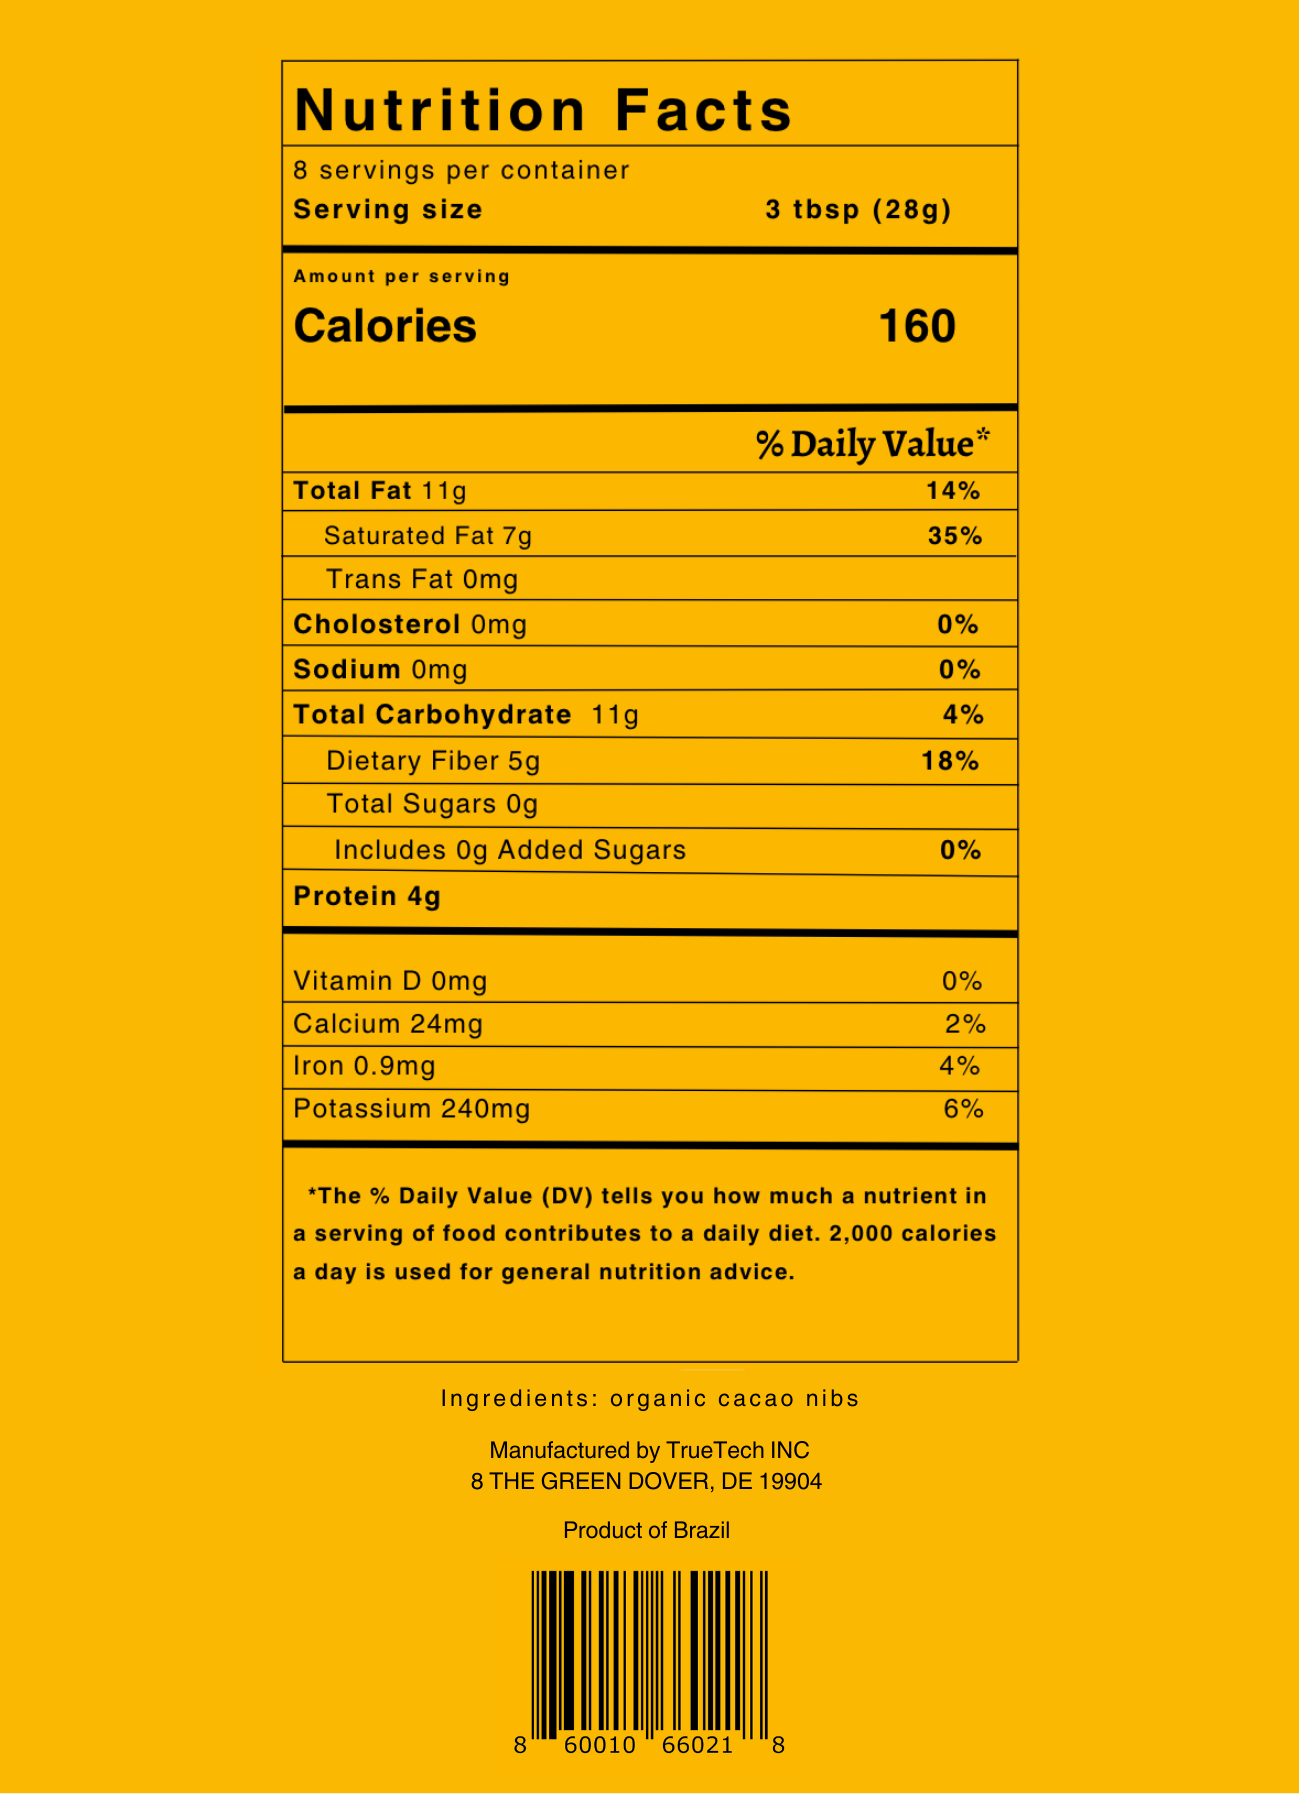 Nutrition Facts
8 servings per container
Serving size 3 tbsp (28g)
Amount per serving
Calories 160
% Daily Value*
Total Fat 11g 14%
Saturated Fat 7g 35%
Trans Fat 0mg
Cholosterol 0mg 0%
Sodium 0mg 0%
Total Carbohydrate 11g 4%
Dietary Fiber 5g 18%
Total Sugars 0g
Includes 0g Added Sugars 0%
Protein 4g
Vitamin D 0mg 0%
Calcium 24mg 2%
Iron 0.9mg 4%
Potassium 240mg 6%
*The % Daily Value (DV) tells you how much a nutrient in
a serving of food contributes to a daily diet. 2,000 calories
a day is used for general nutrition advice.
Ingredients: organic cacao nibs
Manufactured by TrueTech INC
8 THE GREEN DOVER, DE 19904
Product of Brazil
8 60010 66021 8